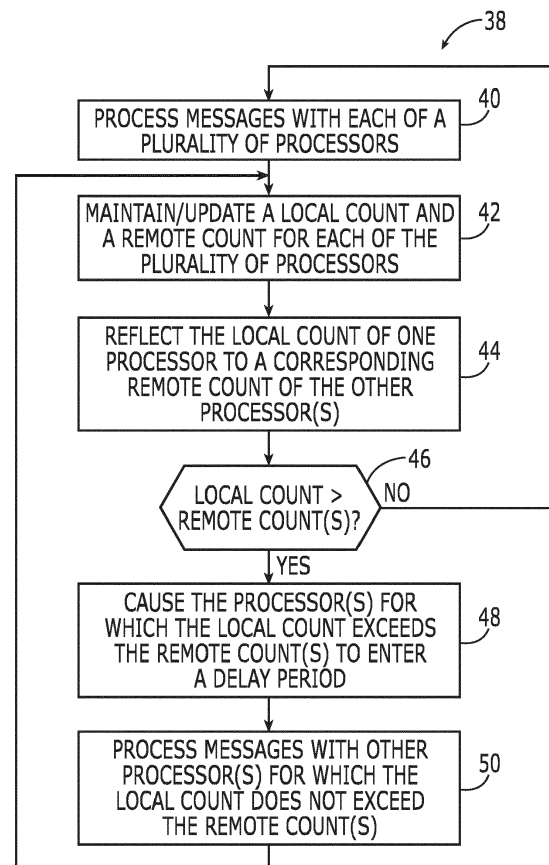 38
PROCESS MESSAGES WITH EACH OF A
PLURALITY OF PROCESSORS
40
MAINTAIN/UPDATE A LOCAL COUNT AND
A REMOTE COUNT FOR EACH OF THE
PLURALITY OF PROCESSORS
42
REFLECT THE LOCAL COUNT OF ONE
PROCESSOR TO A CORRESPONDING
REMOTE COUNT OF THE OTHER
PROCESSOR(S)
44
LOCAL COUNT >
REMOTE COUNT(S)?
46
NO
YES
CAUSE THE PROCESSOR(S) FOR
WHICH THE LOCAL COUNT EXCEEDS
THE REMOTE COUNT(S) TO ENTER
A DELAY PERIOD
48
PROCESS MESSAGES WITH OTHER
PROCESSOR(S) FOR WHICH THE
LOCAL COUNT DOES NOT EXCEED
THE REMOTE COUNT(S)
50